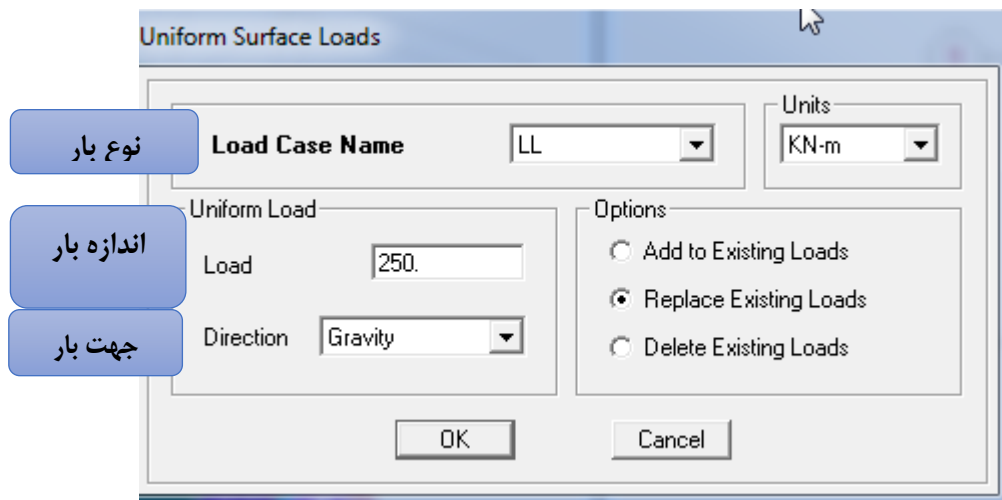 Uniform Surface Loads
نوع بار
Load Case Name
LL
Units
KN-m
اندازه بار
Uniform Load
Load
250.
جهت بار
Direction
Gravity
Options
Add to Existing Loads
Replace Existing Loads
Delete Existing Loads
OK
Cancel